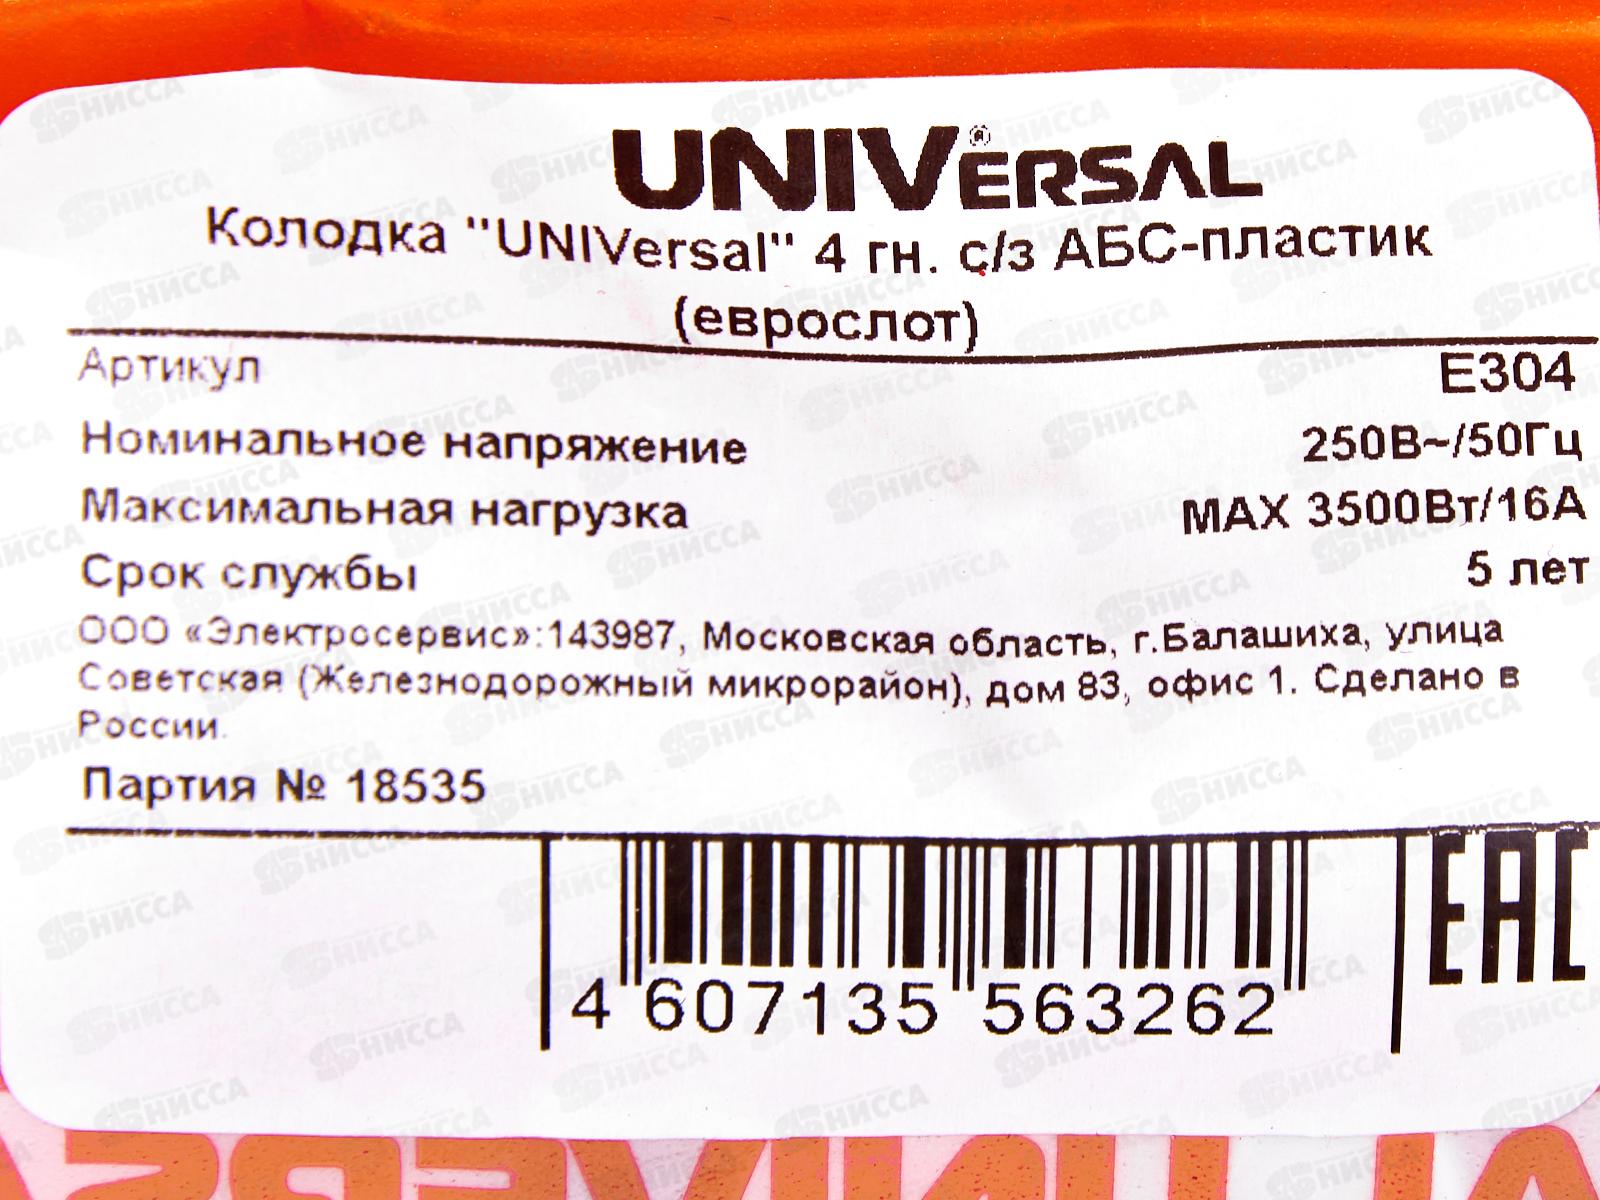 UNIVERSAL®
Колодка "UNIVersal" 4 гн. с/з АБС-пластик
(еврослот)
Артикул E304
Номинальное напряжение 250В~/50Гц
Максимальная нагрузка MAX 3500Вт/16А
Срок службы 5 лет
ООО «Электросервис»:143987, Московская область, г.Балашиха, улица
Советская (Железнодорожный микрорайон), дом 83, офис 1. Сделано в
России.
Партия № 18535
EAC
4 607135 563262
UNIVERSA
НИССА